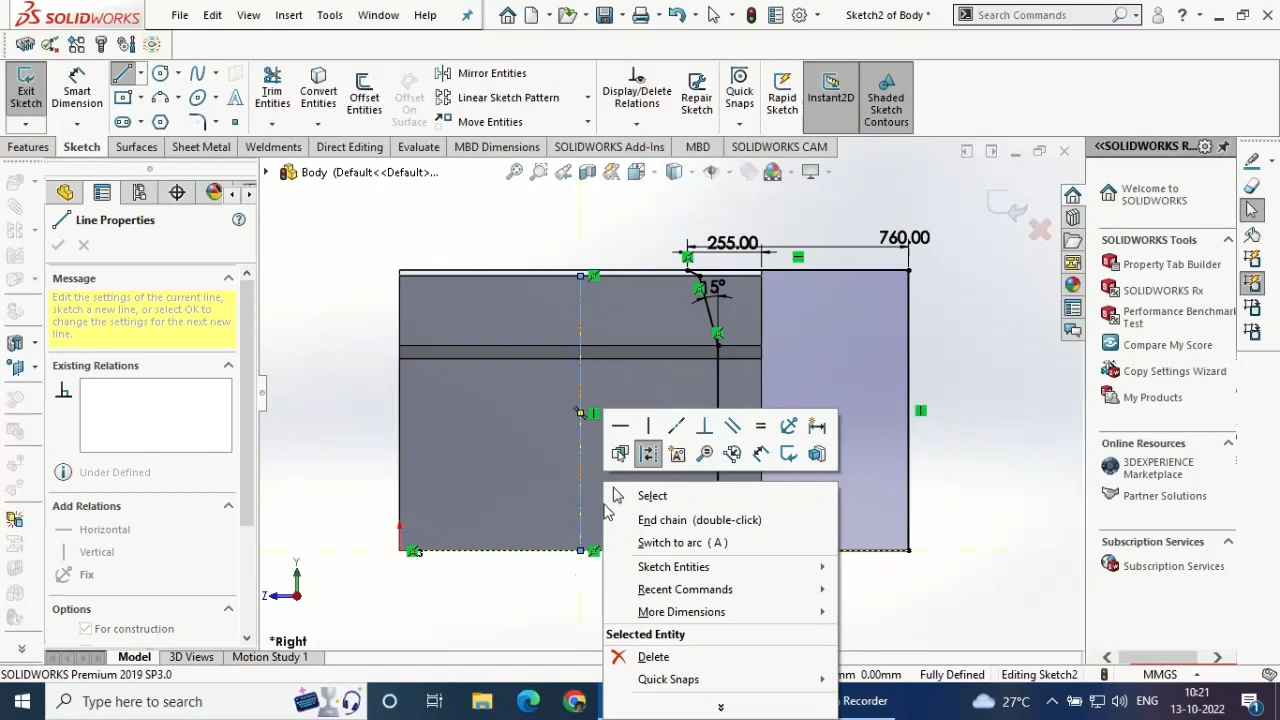 SOLIDWORKS
File
Edit
View
Insert
Tools
Window
Help
Sketch2 of Body *
Search Commands
Exit Sketch
Smart Dimension
Trim Entities
Convert Entities
Offset Entities
Offset On Surface
Mirror Entities
Linear Sketch Pattern
Move Entities
Display/Delete Relations
Repair Sketch
Quick Snaps
Rapid Sketch
Instant2D
Shaded Sketch Contours
Features
Sketch
Surfaces
Sheet Metal
Weldments
Direct Editing
Evaluate
MBD Dimensions
SOLIDWORKS Add-Ins
MBD
SOLIDWORKS CAM
Body (Default<<Default>...
Line Properties
Message
Edit the settings of the current line,
sketch a new line, or select OK to
change the settings for the next new
line.
Existing Relations
Under Defined
Add Relations
Horizontal
Vertical
Fix
Options
For construction
255.00
760.00
15°
Y
Z
*Right
Select
End chain (double-click)
Switch to arc ( A )
Sketch Entities
Recent Commands
More Dimensions
Selected Entity
Delete
Quick Snaps
<<SOLIDWORKS R...
Welcome to
SOLIDWORKS
SOLIDWORKS Tools
Property Tab Builder
SOLIDWORKS Rx
Performance Benchmark
Test
Compare My Score
Copy Settings Wizard
My Products
Online Resources
3DEXPERIENCE
Marketplace
Partner Solutions
Subscription Services
Subscription Services
Model
3D Views
Motion Study 1
SOLIDWORKS Premium 2019 SP3.0
mm 0.00mm
Fully Defined
Editing Sketch2
MMGS
Type here to search
Recorder
27°C
ENG
10:21
13-10-2022
1